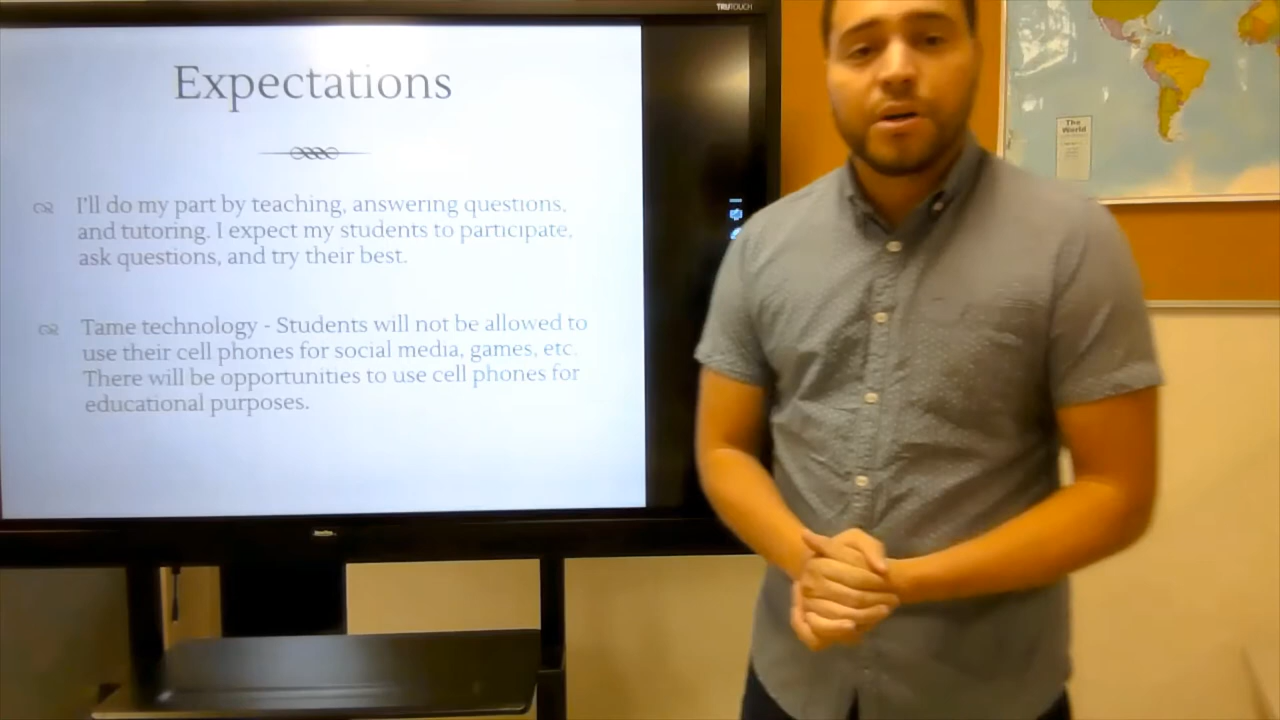 TRUTOUCH
Expectations
I'll do my part by teaching, answering questions,
and tutoring. I expect my students to participate,
ask questions, and try their best.
Tame technology - Students will not be allowed to
use their cell phones for social media, games, etc.
There will be opportunities to use cell phones for
educational purposes.
The
World